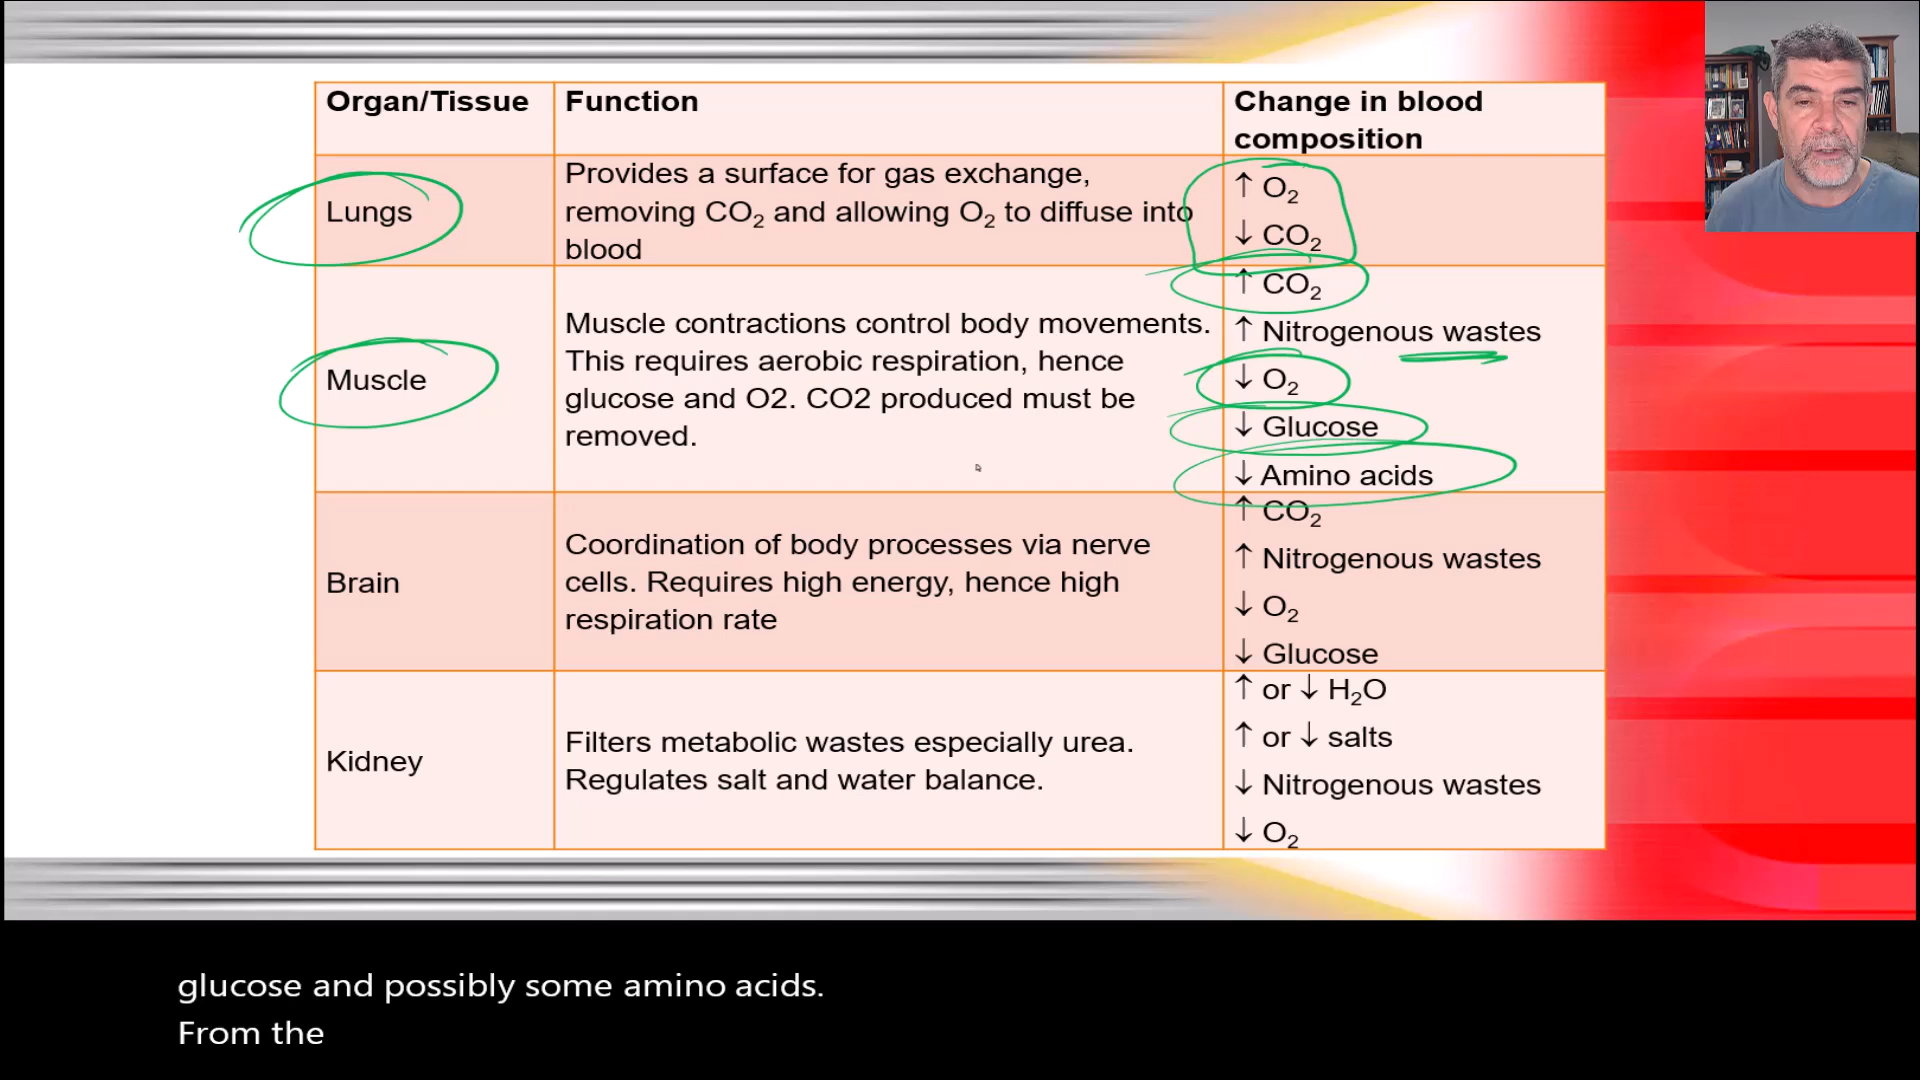 Organ/Tissue
Function
Change in blood
composition
Lungs
Provides a surface for gas exchange,
removing CO₂ and allowing O₂ to diffuse into
blood
↑ O₂
↓ CO₂
Muscle
Muscle contractions control body movements.
This requires aerobic respiration, hence
glucose and O2. CO2 produced must be
removed.
↑ CO₂
↑ Nitrogenous wastes
↓ O₂
↓ Glucose
↓ Amino acids
Brain
Coordination of body processes via nerve
cells. Requires high energy, hence high
respiration rate
↑ CO₂
↑ Nitrogenous wastes
↓ O₂
↓ Glucose
Kidney
Filters metabolic wastes especially urea.
Regulates salt and water balance.
↑ or ↓ H₂O
↑ or ↓ salts
↓ Nitrogenous wastes
↓ O₂
glucose and possibly some amino acids.
From the